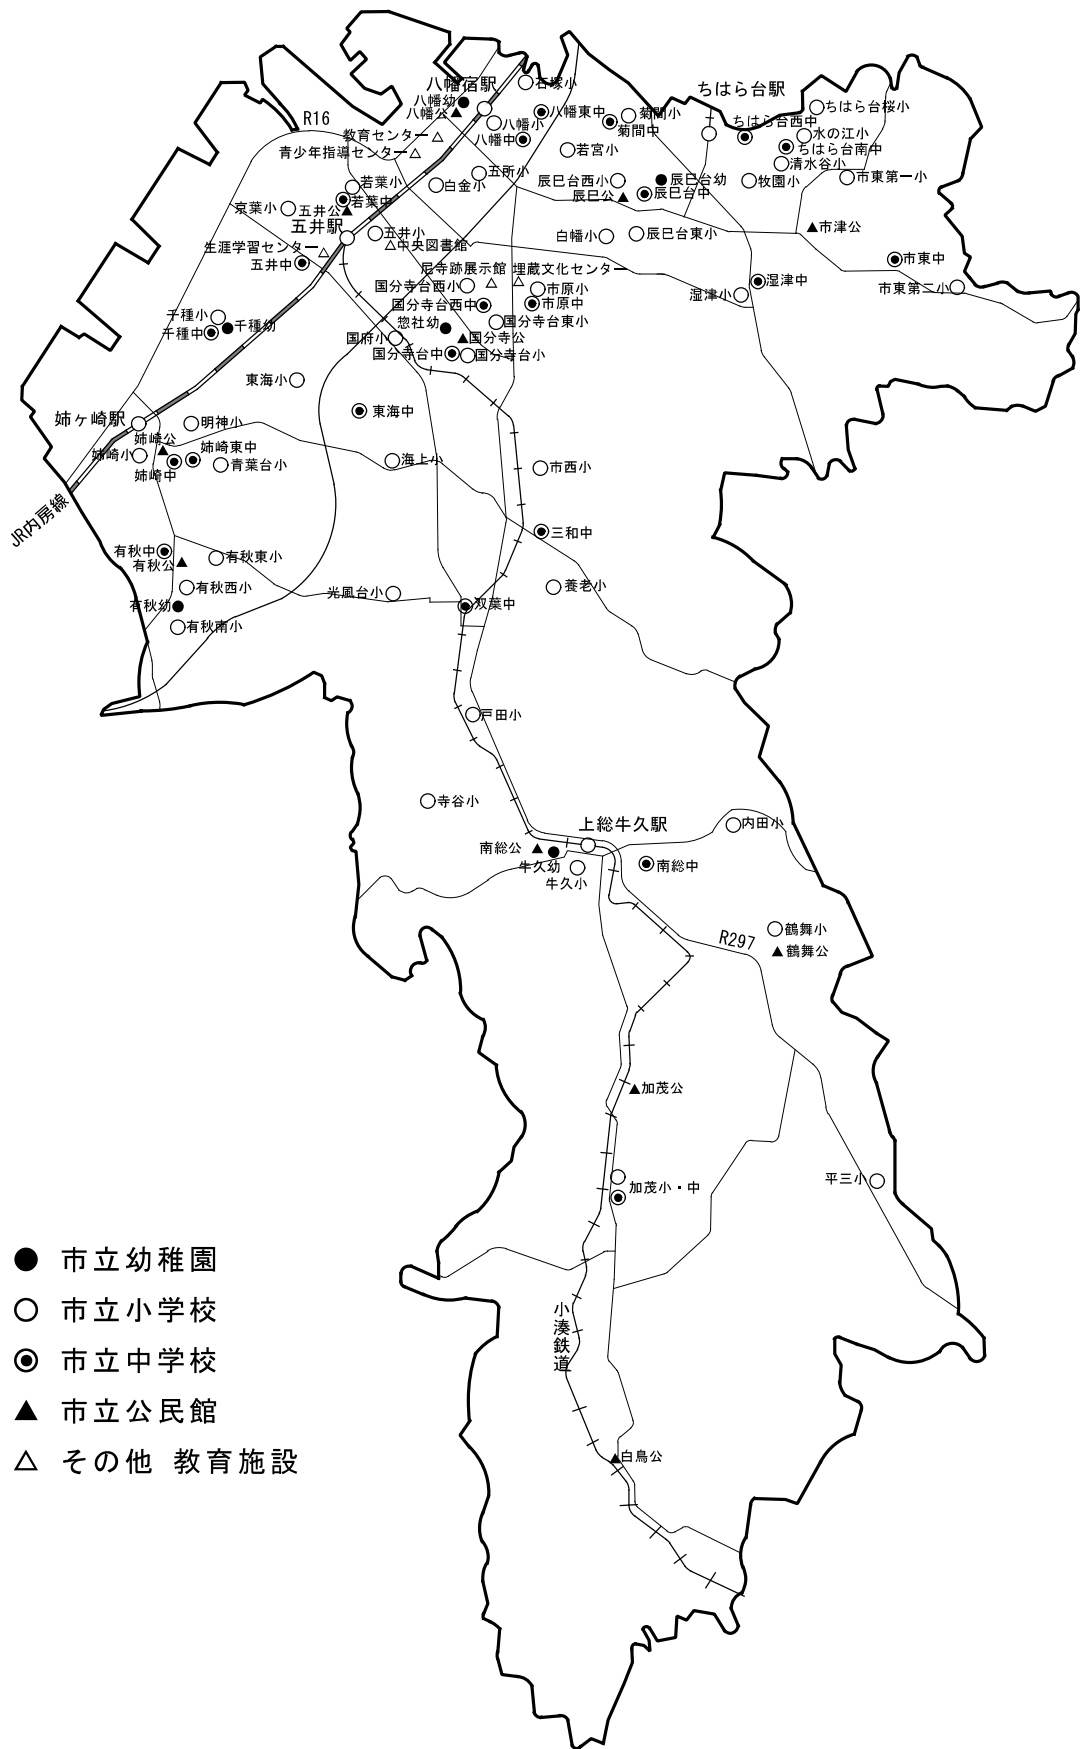 八幡宿駅
石塚小
ちはら台駅
八幡幼
八幡公
八幡東中
菊間小
ちはら台桜小
R16
教育センター
八幡小
菊間中
ちはら台西中
水の江小
八幡中
青少年指導センター
若宮小
ちはら台南中
清水谷小
五所小
若葉小
白金小
辰巳台西小
辰巳台幼
牧園小
市東第一小
若葉中
辰巳公
辰巳台中
京葉小
五井公
五井駅
五井小
白幡小
辰巳台東小
市津公
生涯学習センター
中央図書館
五井中
市東中
尼寺跡展示館
埋蔵文化センター
国分寺台西小
市原小
湿津中
市東第二小
湿津小
国分寺台西中
市原中
千種小
千種幼
千種中
惣社幼
国分寺台東小
国府小
国分寺公
国分寺台中
国分寺台小
東海小
東海中
姉ヶ崎駅
明神小
姉崎公
姉崎小
姉崎東中
姉崎中
青葉台小
海上小
市西小
JR内房線
三和中
有秋中
有秋公
有秋東小
有秋西小
光風台小
養老小
有秋幼
双葉中
有秋南小
戸田小
寺谷小
上総牛久駅
内田小
南総公
牛久幼
南総中
牛久小
鶴舞小
R297
鶴舞公
加茂公
平三小
加茂小・中
小湊鉄道
白鳥公
市立幼稚園
市立小学校
市立中学校
市立公民館
その他 教育施設